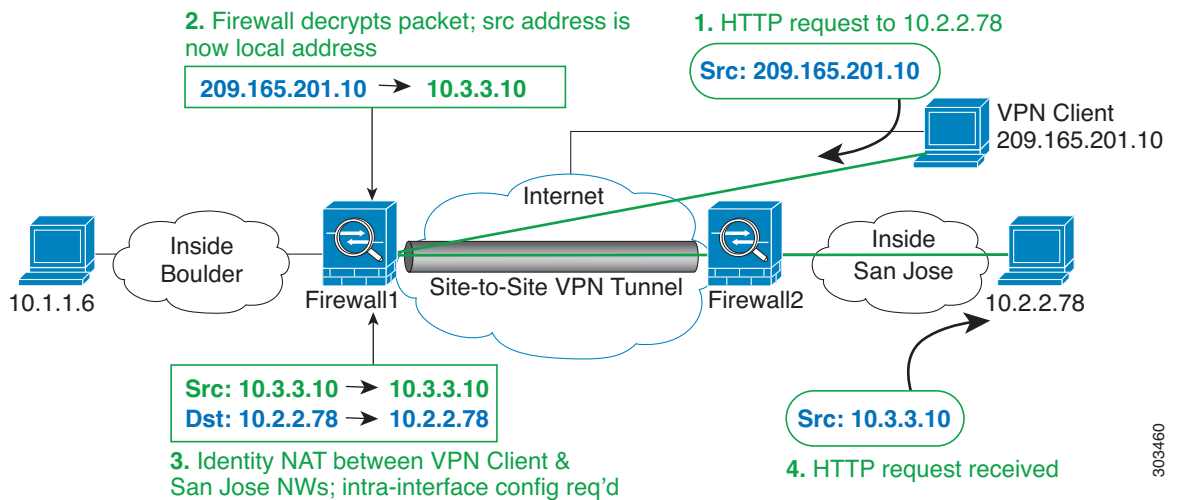 2. Firewall decrypts packet; src address is
now local address
209.165.201.10 → 10.3.3.10
1. HTTP request to 10.2.2.78
Src: 209.165.201.10
VPN Client
209.165.201.10
Internet
Inside
Boulder
10.1.1.6
Firewall1
Site-to-Site VPN Tunnel
Firewall2
Inside
San Jose
10.2.2.78
Src: 10.3.3.10 → 10.3.3.10
Dst: 10.2.2.78 → 10.2.2.78
3. Identity NAT between VPN Client &
San Jose NWs; intra-interface config req'd
Src: 10.3.3.10
4. HTTP request received
303460